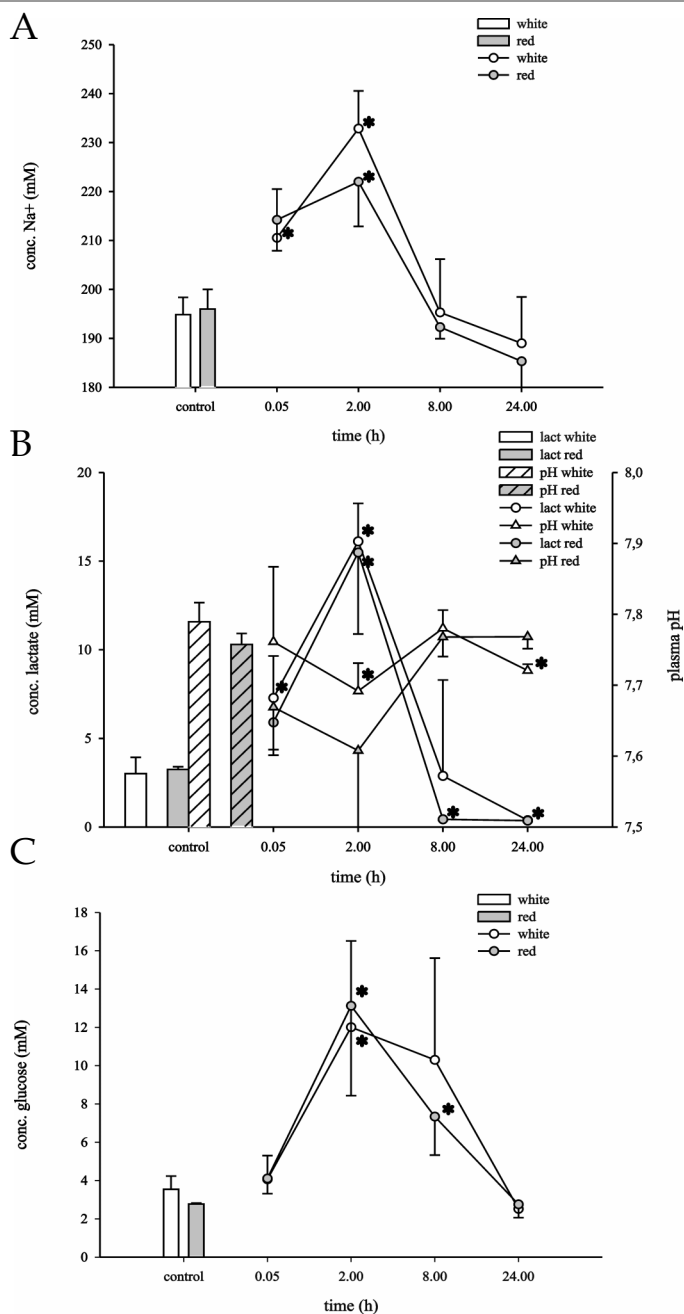 A
white
red
white
red
250
240
230
220
210
200
190
180
conc. Na+ (mM)
control 0.05 2.00 8.00 24.00
time (h)
B
lact white
lact red
pH white
pH red
lact white
pH white
lact red
pH red
20
15
10
5
0
conc. lactate (mM)
8,0
7,9
7,8
7,7
7,6
7,5
plasma pH
control 0.05 2.00 8.00 24.00
time (h)
C
white
red
white
red
18
16
14
12
10
8
6
4
2
0
conc. glucose (mM)
control 0.05 2.00 8.00 24.00
time (h)